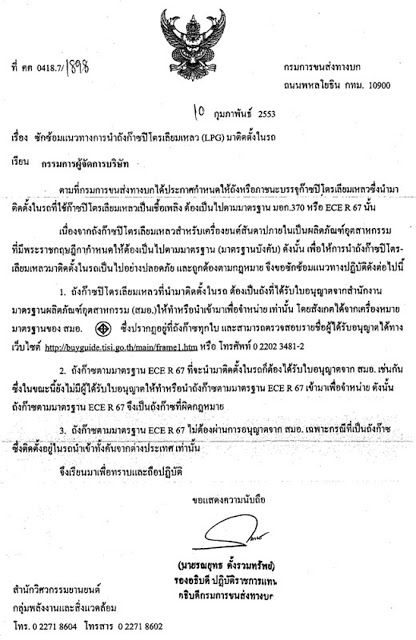 ที่ คค 0418.7/1898
กรมการขนส่งทางบก
ถนนพหลโยธิน กทม. 10900
10 กุมภาพันธ์ 2553
เรื่อง ซักซ้อมแนวทางการนำถังก๊าซปิโตรเลียมเหลว (LPG) มาติดตั้งในรถ
เรียน กรรมการผู้จัดการบริษัท
ตามที่กรมการขนส่งทางบกได้ประกาศกำหนดให้ถังหรือภาชนะบรรจุก๊าซปิโตรเลียมเหลวซึ่งนำมา
ติดตั้งในรถที่ใช้ก๊าซปิโตรเลียมเหลวเป็นเชื้อเพลิง ต้องเป็นไปตามมาตรฐาน มอก.370 หรือ ECE R 67 นั้น
เนื่องจากถังก๊าซปิโตรเลียมเหลวสำหรับเครื่องยนต์สันดาปภายในเป็นผลิตภัณฑ์อุตสาหกรรม
ที่มีพระราชกฤษฎีกากำหนดให้ต้องเป็นไปตามมาตรฐาน (มาตรฐานบังคับ) ดังนั้น เพื่อให้การนำถังก๊าซปิโตร-
เลียมเหลวมาติดตั้งในรถเป็นไปอย่างปลอดภัย และถูกต้องตามกฎหมาย จึงขอซักซ้อมแนวทางปฏิบัติดังต่อไปนี้
1. ถังก๊าซปิโตรเลียมเหลวที่นำมาติดตั้งในรถ ต้องเป็นถังที่ได้รับใบอนุญาตจากสำนักงาน
มาตรฐานผลิตภัณฑ์อุตสาหกรรม (สมอ.)ให้ทำหรือนำเข้ามาเพื่อจำหน่าย เท่านั้น โดยสังเกตได้จากเครื่องหมาย
มาตรฐานของ สมอ. ซึ่งปรากฏอยู่ที่ถังก๊าซทุกใบ และสามารถตรวจสอบรายชื่อผู้ได้รับใบอนุญาตได้ทาง
เว็บไซต์ http://buyguide.tisi.go.th/main/frame1.htm หรือ โทรศัพท์ 0 2202 3481-2
2. ถังก๊าซตามมาตรฐาน ECE R 67 ที่จะนำมาติดตั้งในรถก็ต้องได้รับใบอนุญาตจาก สมอ. เช่นกัน
ซึ่งในขณะนี้ยังไม่มีผู้ได้รับใบอนุญาตให้ทำหรือนำถังก๊าซตามมาตรฐาน ECE R 67 เข้ามาเพื่อจำหน่าย ดังนั้น
ถังก๊าซตามมาตรฐาน ECE R 67 จึงเป็นถังก๊าซที่ผิดกฎหมาย
3. ถังก๊าซตามมาตรฐาน ECE R 67 ไม่ต้องผ่านการอนุญาตจาก สมอ. เฉพาะกรณีที่เป็นถังก๊าซ
ซึ่งติดตั้งอยู่ในรถนำเข้าทั้งคันจากต่างประเทศ เท่านั้น
จึงเรียนมาเพื่อทราบและถือปฏิบัติ
ขอแสดงความนับถือ
(นายรณยุทธ ตั้งรวมทรัพย์)
รองอธิบดี ปฏิบัติราชการแทน
อธิบดีกรมการขนส่งทางบก
สำนักวิศวกรรมยานยนต์
กลุ่มพลังงานและสิ่งแวดล้อม
โทร. 0 2271 8604 โทรสาร 0 2271 8602